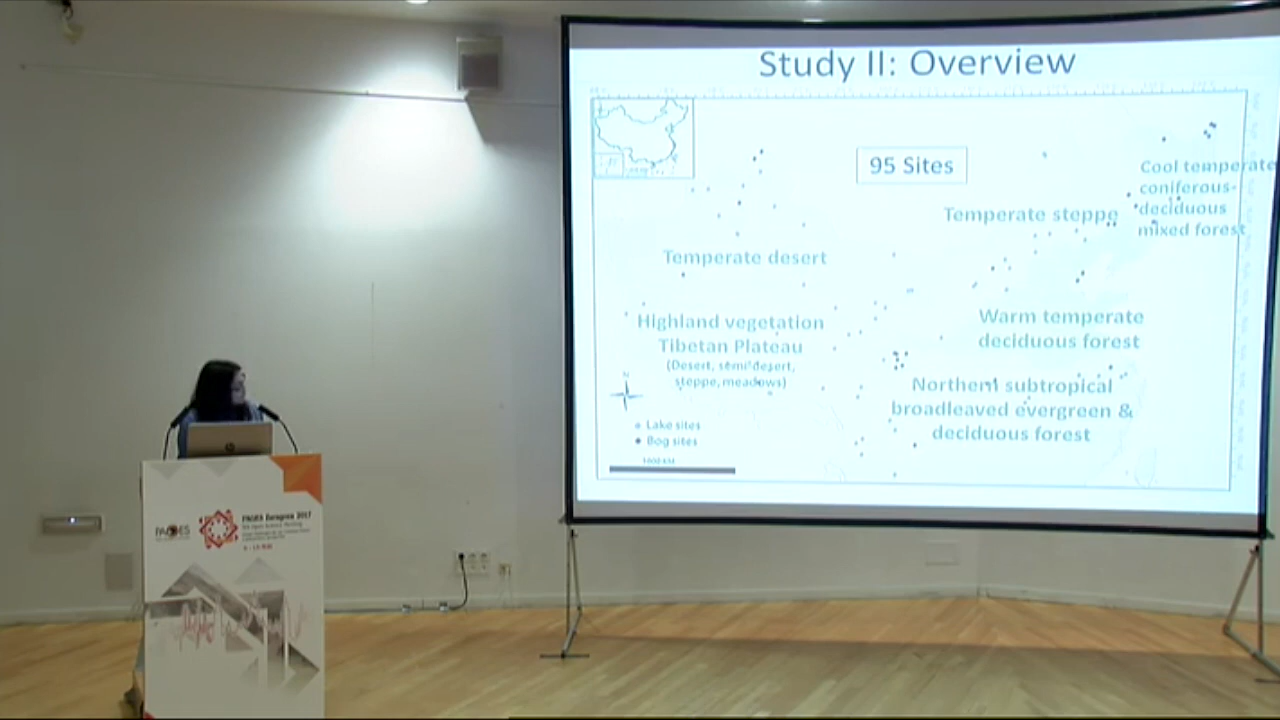 Study II: Overview
95 Sites
Cool temperate
coniferous-
deciduous
mixed forest
Temperate steppe
Temperate desert
Highland vegetation
Tibetan Plateau
(Desert, semi-desert,
steppe, meadows)
Warm temperate
deciduous forest
Northern subtropical
broadleaved evergreen &
deciduous forest
N
Lake sites
Bog sites
PAGES
PAGES Zaragoza 2017